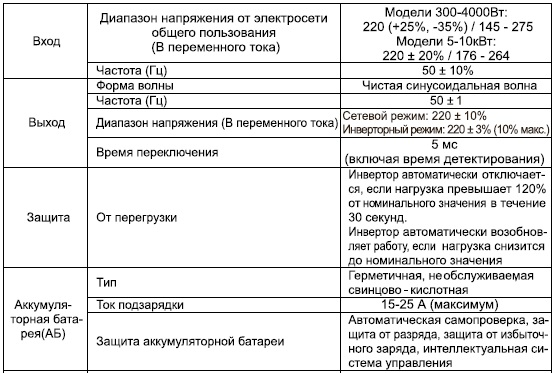 Вход
Диапазон напряжения от электросети
общего пользования
(В переменного тока)
Модели 300-4000Вт:
220 (+25%, -35%) / 145 - 275
Модели 5-10кВт:
220 ± 20% / 176 - 264
Частота (Гц)
50 ± 10%
Выход
Форма волны
Чистая синусоидальная волна
Частота (Гц)
50 ± 1
Диапазон напряжения (В переменного тока)
Сетевой режим: 220 ± 10%
Инверторный режим: 220 ± 3% (10% макс.)
Время переключения
5 мс
(включая время детектирования)
Защита
От перегрузки
Инвертор автоматически отключает-
ся, если нагрузка превышает 120%
от номинального значения в течение
30 секунд.
Инвертор автоматически возобнов-
ляет работу, если нагрузка снизится
до номинального значения
Аккумуля-
торная бата-
рея(АБ)
Тип
Герметичная, необслуживаемая
свинцово - кислотная
Ток подзарядки
15-25 А (максимум)
Защита аккумуляторной батареи
Автоматическая самопроверка, за-
щита от разряда, защита от избыточ-
ного заряда, интеллектуальная си-
стема управления